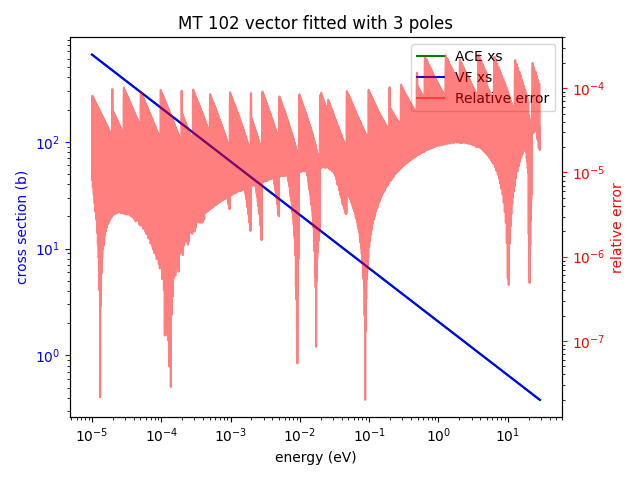 MT 102 vector fitted with 3 poles
ACE xs
VF xs
Relative error
cross section (b)
10^2
10^1
10^0
10^-4
10^-5
10^-6
10^-7
relative error
10^-5 10^-4 10^-3 10^-2 10^-1 10^0 10^1
energy (eV)